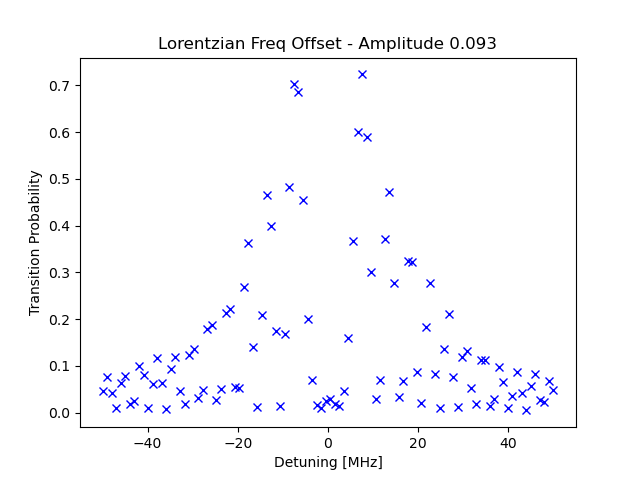 Lorentzian Freq Offset - Amplitude 0.093
Transition Probability
0.7
0.6
0.5
0.4
0.3
0.2
0.1
0.0
−40 −20 0 20 40
Detuning [MHz]